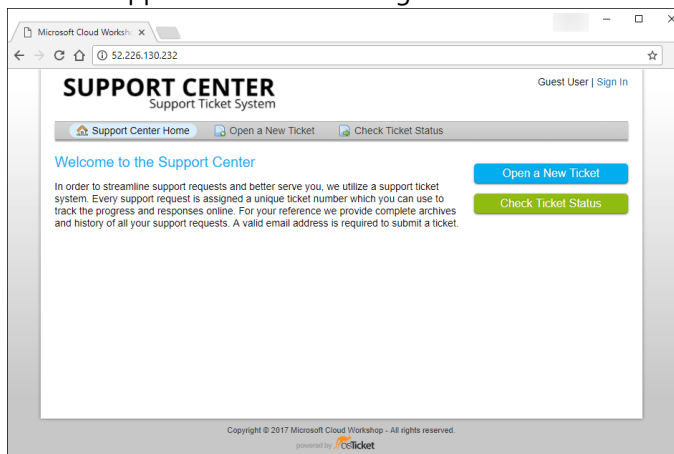 Microsoft Cloud Worksh
52.226.130.232
SUPPORT CENTER
Support Ticket System
Guest User | Sign In
Support Center Home Open a New Ticket Check Ticket Status
Welcome to the Support Center
In order to streamline support requests and better serve you, we utilize a support ticket
system. Every support request is assigned a unique ticket number which you can use to
track the progress and responses online. For your reference we provide complete archives
and history of all your support requests. A valid email address is required to submit a ticket.
Open a New Ticket
Check Ticket Status
Copyright © 2017 Microsoft Cloud Workshop - All rights reserved.
powered by osTicket